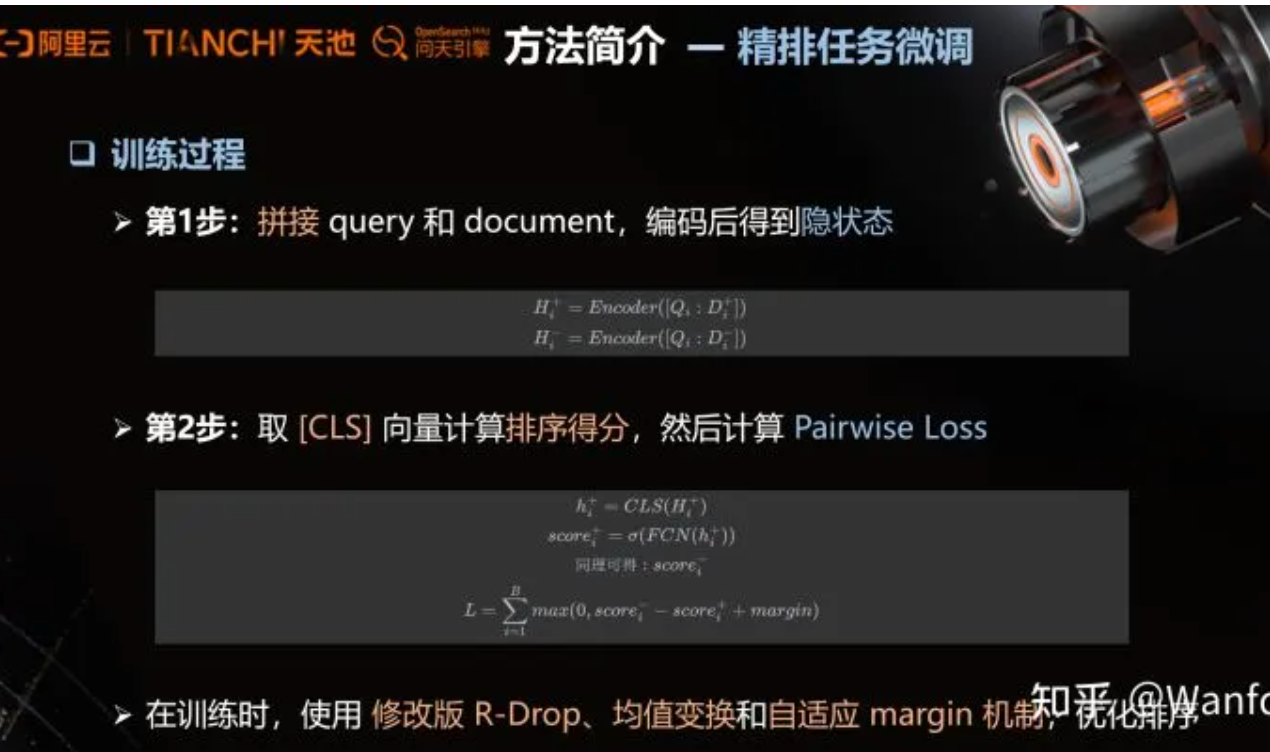 阿里云 | TIANCHI 天池 OpenSearch 问天引擎 方法简介 — 精排任务微调
❑ 训练过程
➢ 第1步：拼接 query 和 document，编码后得到隐状态
H_i^+ = Encoder([Q_i : D_i^+])
H_i^- = Encoder([Q_i : D_i^-])
➢ 第2步：取 [CLS] 向量计算排序得分，然后计算 Pairwise Loss
h_i^+ = CLS(H_i^+)
score_i^+ = σ(FCN(h_i^+))
同理可得：score_i^-
L = ∑_{i=1}^{B} max(0, score_i^- − score_i^+ + margin)
➢ 在训练时，使用 修改版 R-Drop、均值变换和自适应 margin 机制，优化排序
知乎 @Wanfo